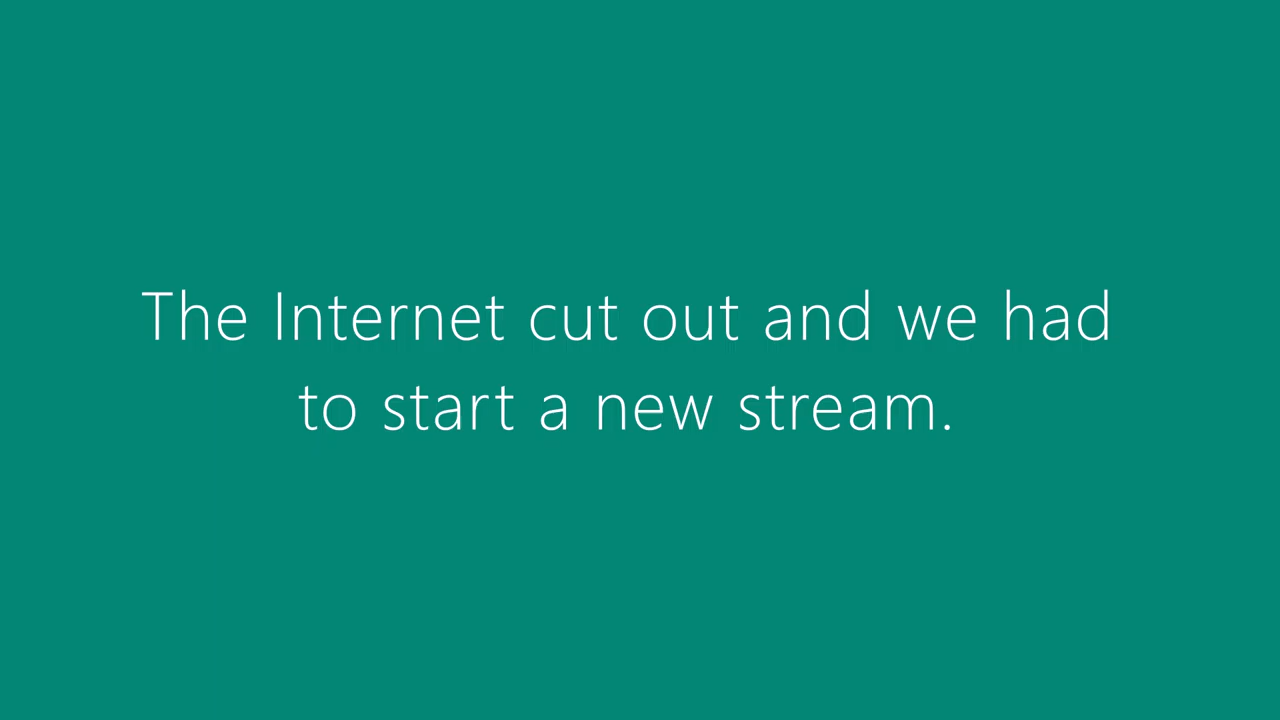 The Internet cut out and we had
to start a new stream.